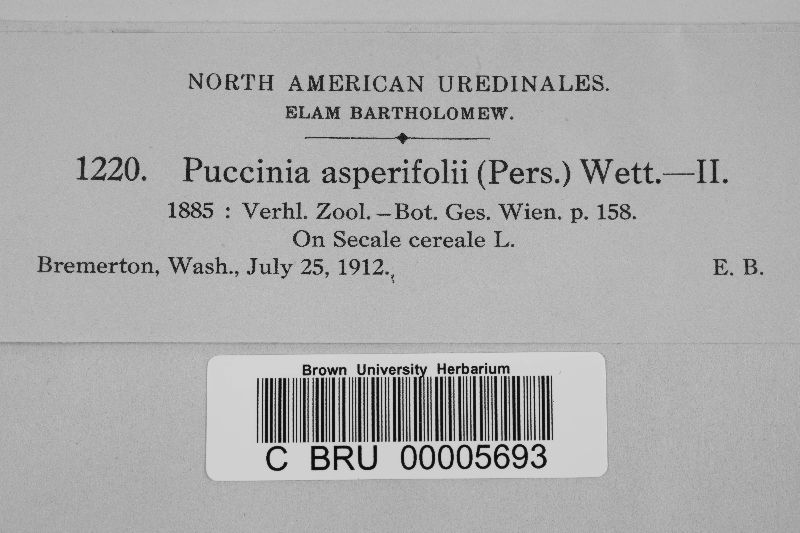 NORTH AMERICAN UREDINALES.
ELAM BARTHOLOMEW.
1220. Puccinia asperifolii (Pers.) Wett.—II.
1885 : Verhl. Zool.–Bot. Ges. Wien. p. 158.
On Secale cereale L.
Bremerton, Wash., July 25, 1912. E. B.
Brown University Herbarium
C BRU 00005693